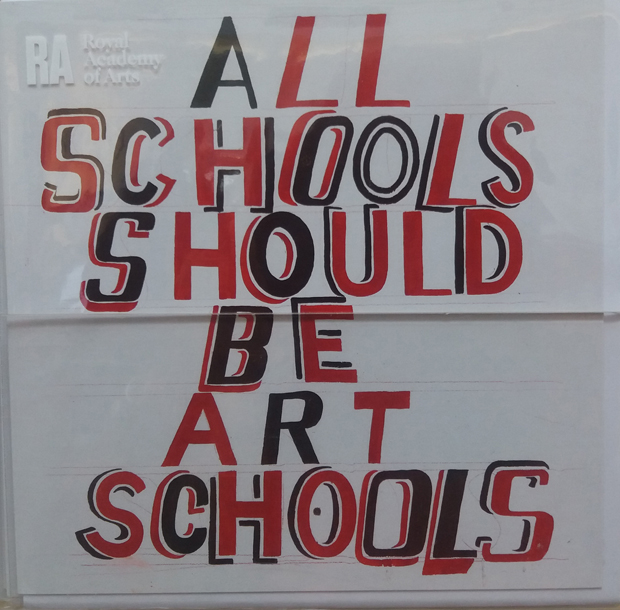 RA
Royal
Academy
of Arts
ALL
SCHOOLS
SHOULD
BE
ART
SCHOOLS